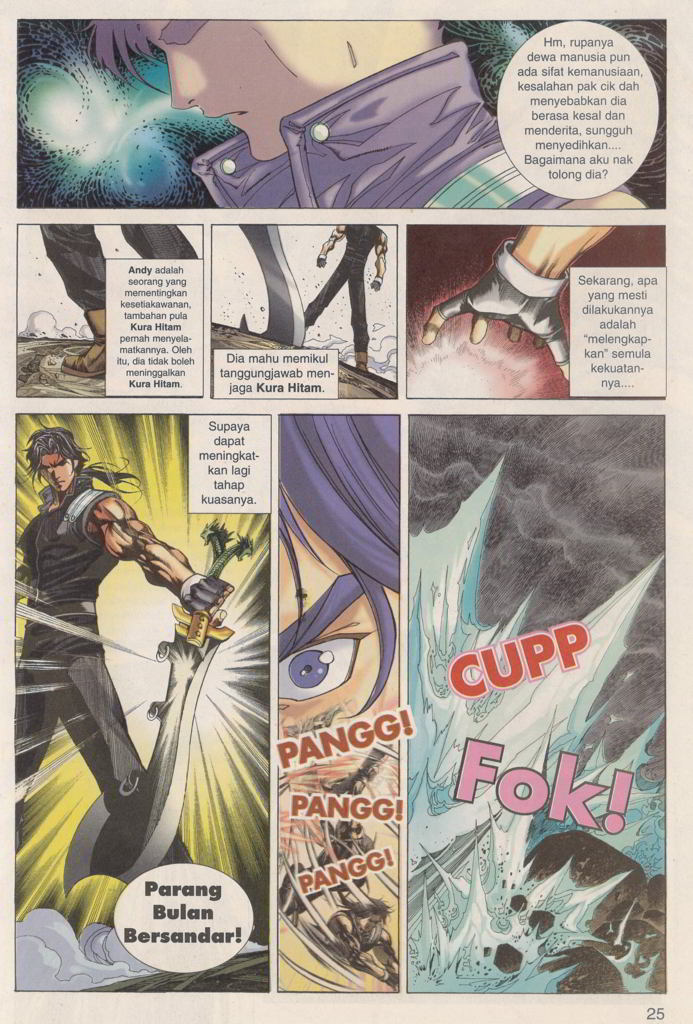 Hm, rupanya
dewa manusia pun
ada sifat kemanusiaan,
kesalahan pak cik dah
menyebabkan dia
berasa kesal dan
menderita, sungguh
menyedihkan....
Bagaimana aku nak
tolong dia?
Andy adalah
seorang yang
mementingkan
kesetiakawanan,
tambahan pula
Kura Hitam
pernah menyela-
matkannya. Oleh
itu, dia tidak boleh
meninggalkan
Kura Hitam.
Dia mahu memikul
tanggungjawab men-
jaga Kura Hitam.
Sekarang, apa
yang mesti
dilakukannya
adalah
“melengkap-
kan” semula
kekuatan-
nya....
Supaya
dapat
meningkat-
kan lagi
tahap
kuasanya.
Parang
Bulan
Bersandar!
PANGG!
PANGG!
PANGG!
CUPP
Fok!
25